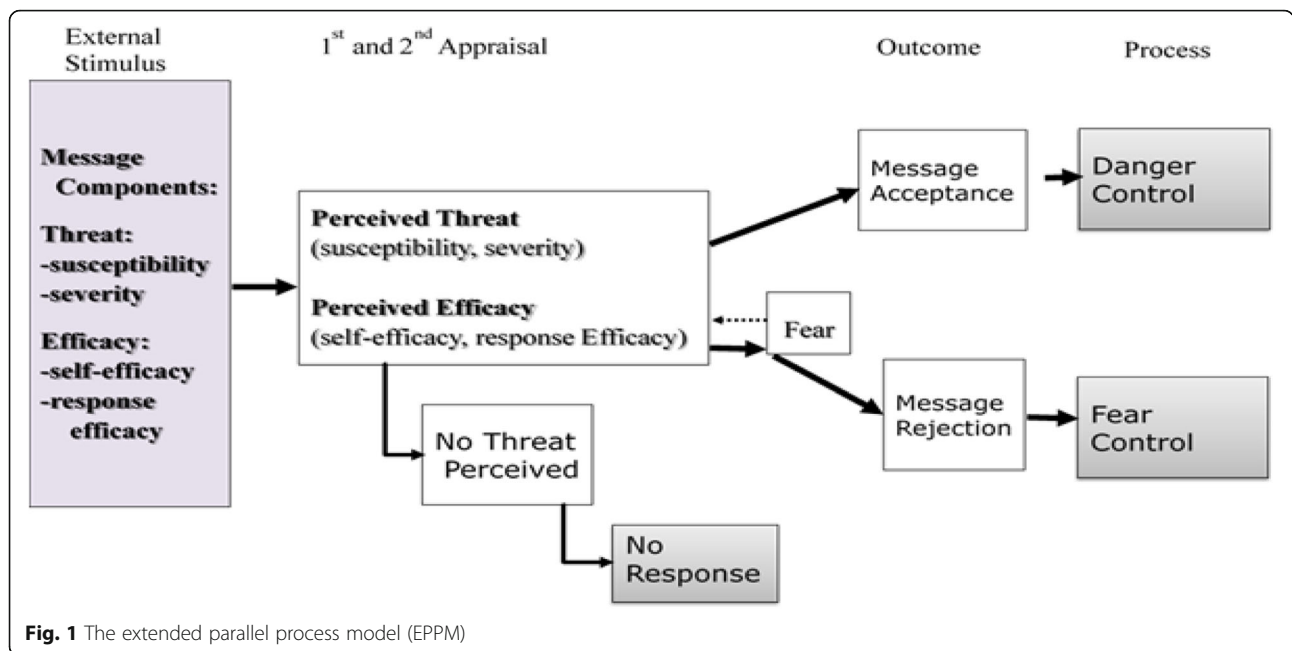 External
Stimulus
1st and 2nd Appraisal
Outcome
Process
Message
Components:
Threat:
-susceptibility
-severity
Efficacy:
-self-efficacy
-response
efficacy
Perceived Threat
(susceptibility, severity)
Perceived Efficacy
(self-efficacy, response Efficacy)
No Threat
Perceived
No
Response
Fear
Message
Acceptance
Danger
Control
Message
Rejection
Fear
Control
Fig. 1 The extended parallel process model (EPPM)